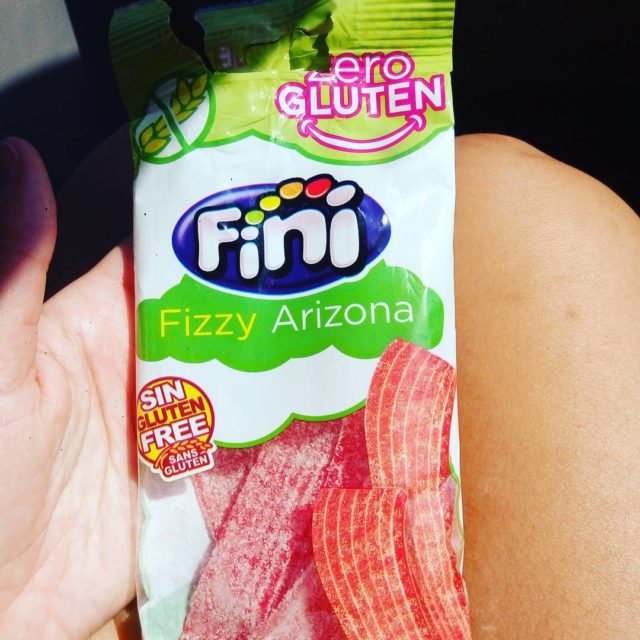 Zero
GLUTEN
Fini
Fizzy Arizona
SIN
GLUTEN
FREE
SANS
GLUTEN